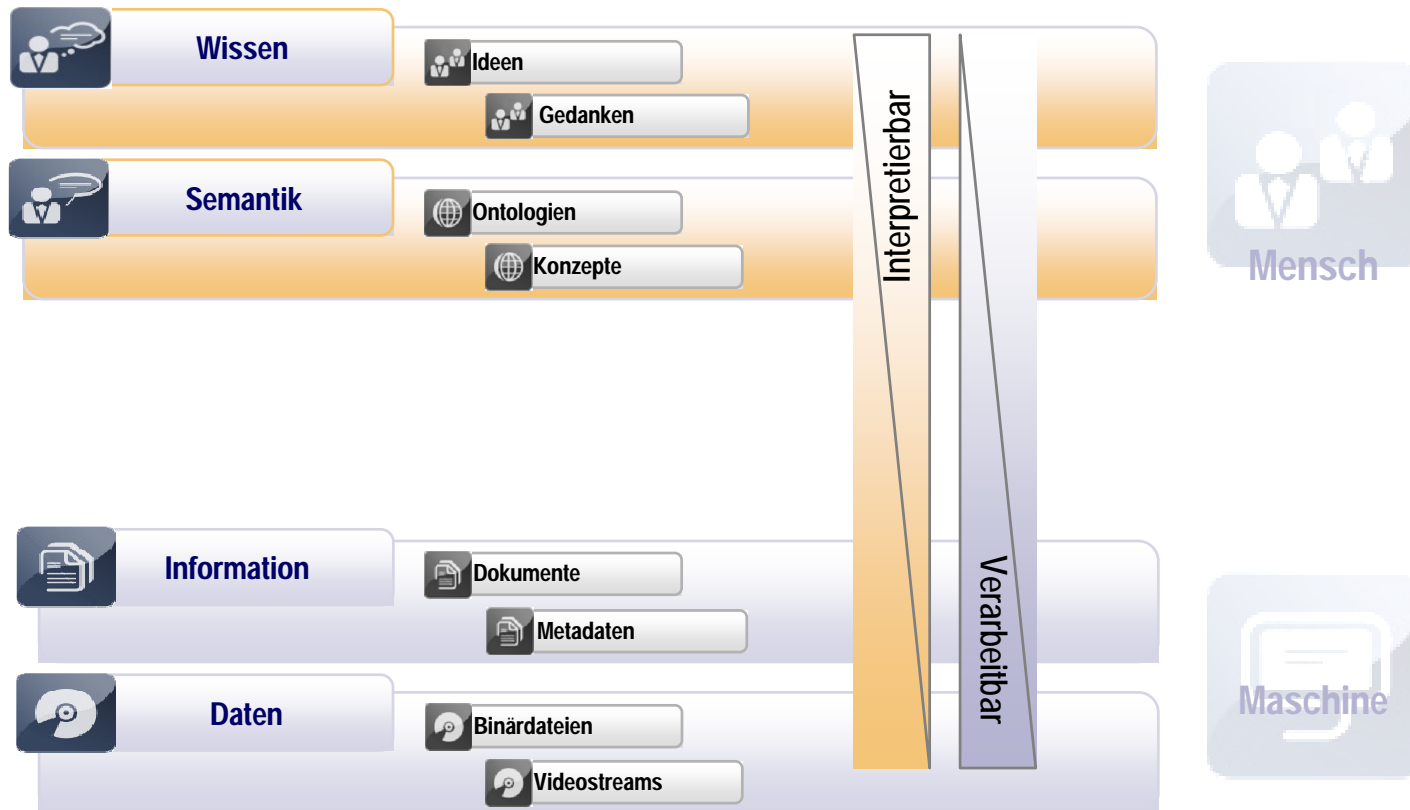 Wissen
Ideen
Gedanken
Semantik
Ontologien
Konzepte
Interpretierbar
Mensch
Information
Dokumente
Metadaten
Verarbeitbar
Daten
Binärdateien
Videostreams
Maschine